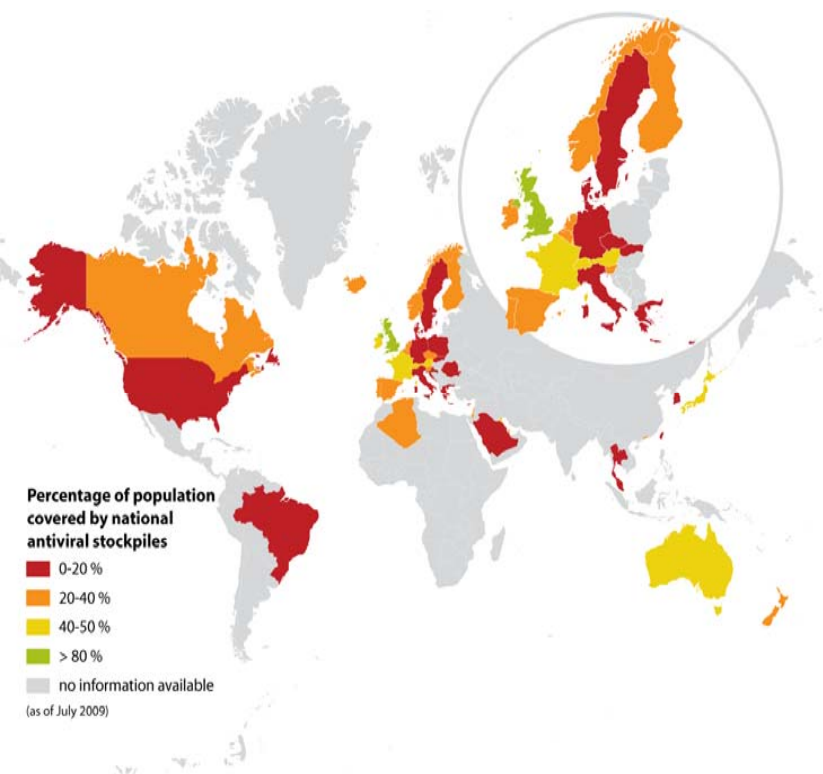 Percentage of population
covered by national
antiviral stockpiles
0-20 %
20-40 %
40-50 %
> 80 %
no information available
(as of July 2009)